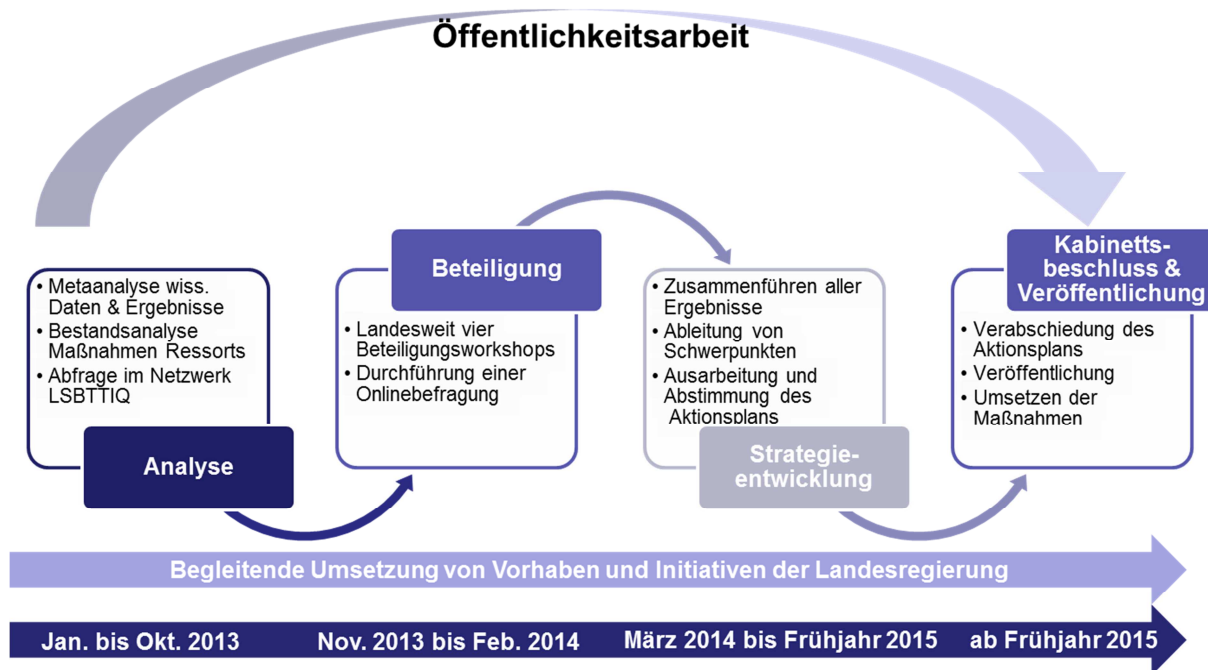 Öffentlichkeitsarbeit
• Metaanalyse wiss.
Daten & Ergebnisse
• Bestandsanalyse
Maßnahmen Ressorts
• Abfrage im Netzwerk
LSBTTIQ
Analyse
Beteiligung
• Landesweit vier
Beteiligungsworkshops
• Durchführung einer
Onlinebefragung
• Zusammenführen aller
Ergebnisse
• Ableitung von
Schwerpunkten
• Ausarbeitung und
Abstimmung des
Aktionsplans
Strategie-
entwicklung
Kabinetts-
beschluss &
Veröffentlichung
• Verabschiedung des
Aktionsplans
• Veröffentlichung
• Umsetzen der
Maßnahmen
Begleitende Umsetzung von Vorhaben und Initiativen der Landesregierung
Jan. bis Okt. 2013
Nov. 2013 bis Feb. 2014
März 2014 bis Frühjahr 2015
ab Frühjahr 2015